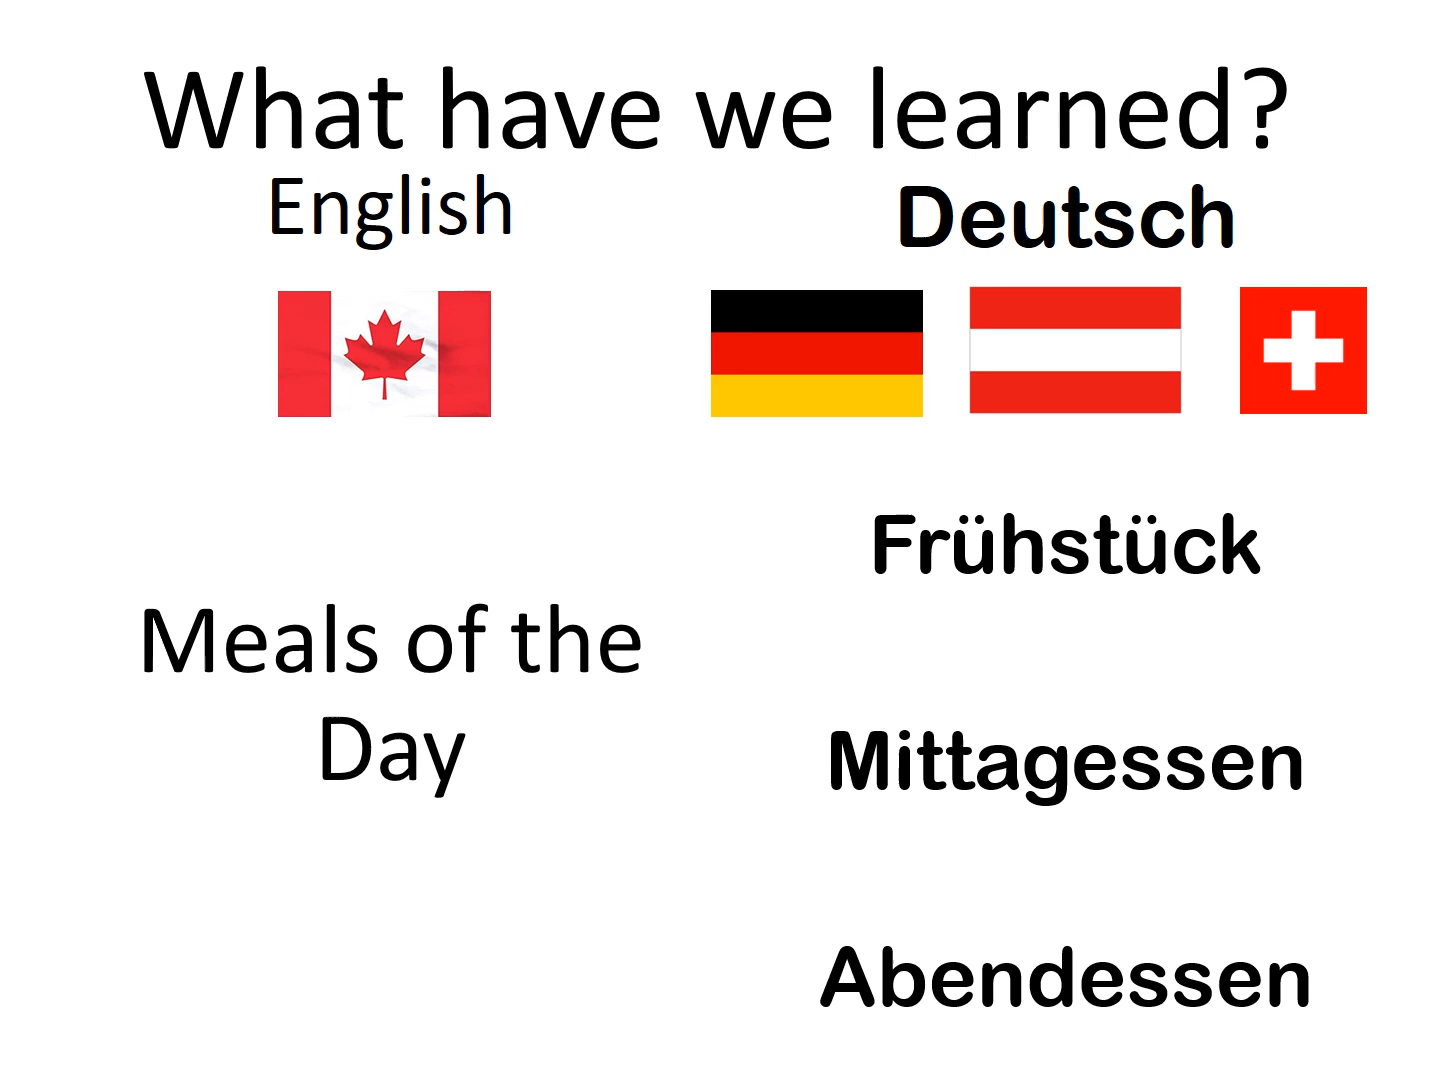 What have we learned?
English
Deutsch
Meals of the
Day
Frühstück
Mittagessen
Abendessen